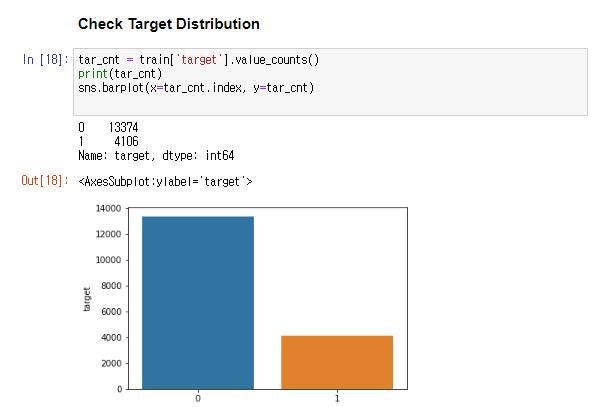 Check Target Distribution
In [18]:
tar_cnt = train['target'].value_counts()
print(tar_cnt)
sns.barplot(x=tar_cnt.index, y=tar_cnt)
0    13374
1     4106
Name: target, dtype: int64
Out[18]:
<AxesSubplot:ylabel='target'>
14000
12000
10000
8000
6000
4000
2000
0
target
0 1